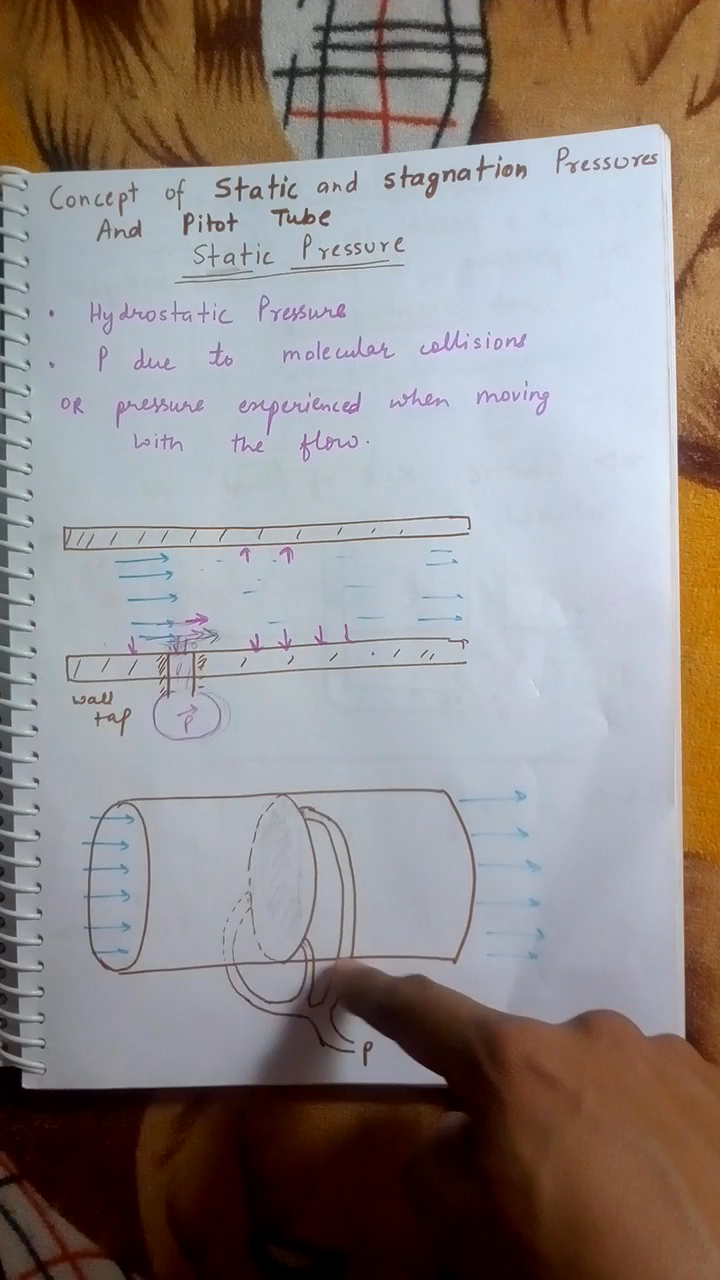 Concept of Static and stagnation Pressures
And Pitot Tube
Static Pressure
• Hydrostatic Pressure
• P due to molecular collisions
OR pressure experienced when moving
with the flow.
wall
tap
P
P